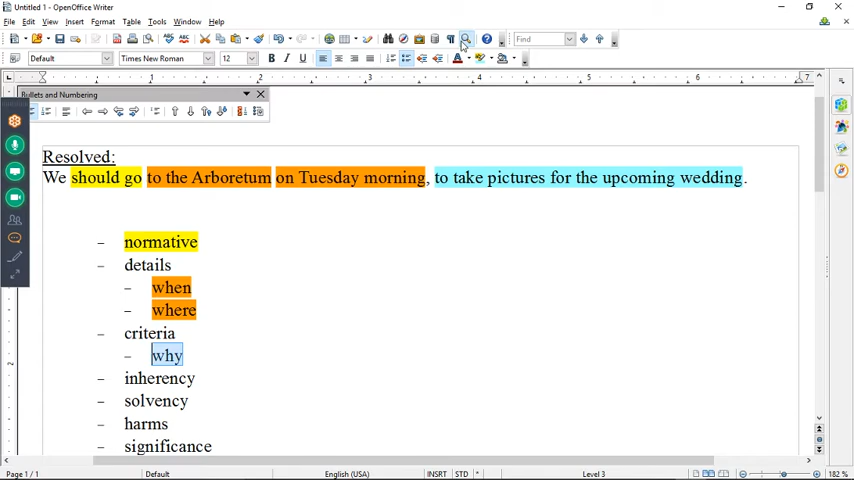 Untitled 1 - OpenOffice Writer
File Edit View Insert Format Table Tools Window Help
Find
Default Times New Roman 12
Bullets and Numbering
Resolved:
We should go to the Arboretum on Tuesday morning, to take pictures for the upcoming wedding.
– normative
– details
– when
– where
– criteria
– why
– inherency
– solvency
– harms
– significance
Page 1 / 1 Default English (USA) INSRT STD * Level 3 182 %